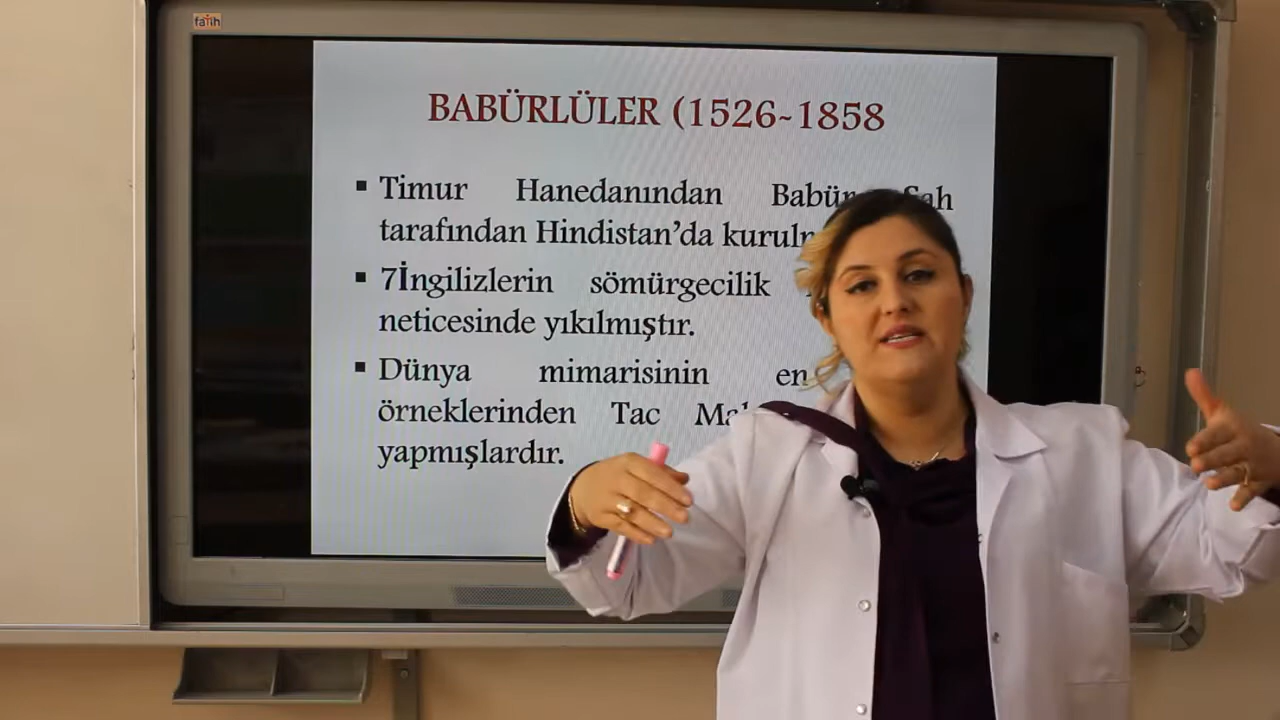 fatih
BABÜRLÜLER (1526~1858
▪ Timur Hanedanından Babür
tarafından Hindistan’da
▪ 7İngilizlerin sömürgecilik
neticesinde yıkılmıştır.
▪ Dünya mimarisinin en
örneklerinden Tac
yapmışlardır.